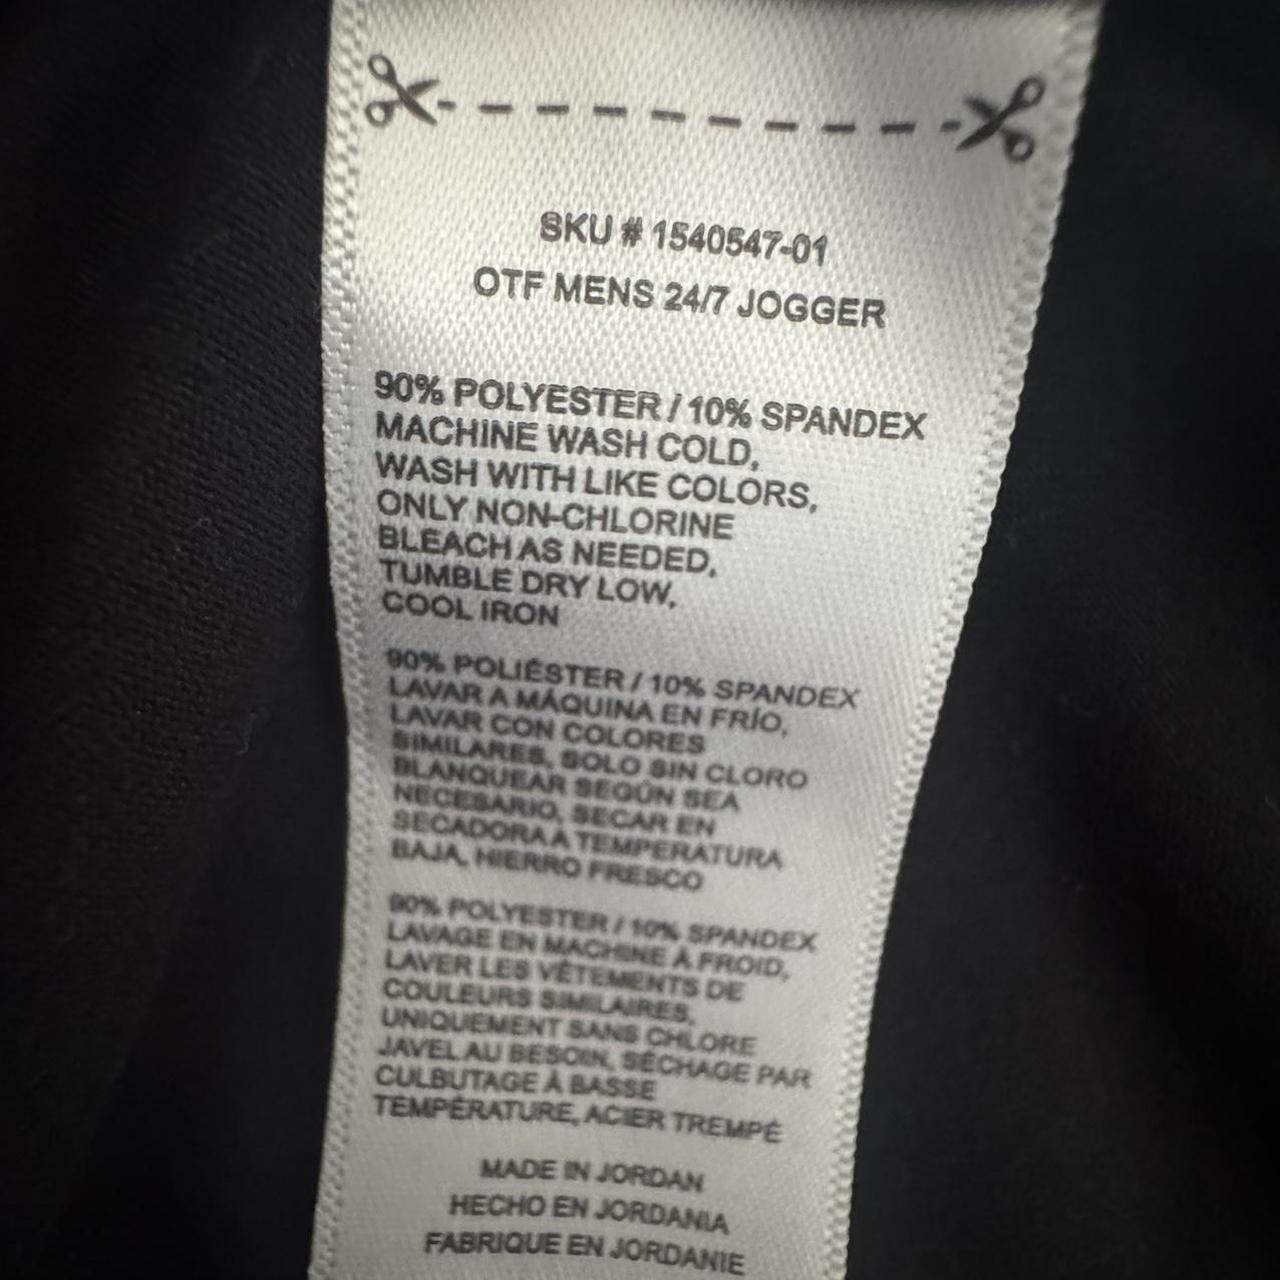 SKU # 1540547-01
OTF MENS 24/7 JOGGER
90% POLYESTER / 10% SPANDEX
MACHINE WASH COLD,
WASH WITH LIKE COLORS,
ONLY NON-CHLORINE
BLEACH AS NEEDED,
TUMBLE DRY LOW,
COOL IRON
90% POLIÉSTER / 10% SPANDEX
LAVAR A MÁQUINA EN FRÍO,
LAVAR CON COLORES
SIMILARES, SOLO SIN CLORO
BLANQUEAR SEGÚN SEA
NECESARIO, SECAR EN
SECADORA A TEMPERATURA
BAJA, HIERRO FRESCO
90% POLYESTER / 10% SPANDEX
LAVAGE EN MACHINE À FROID,
LAVER LES VÊTEMENTS DE
COULEURS SIMILAIRES,
UNIQUEMENT SANS CHLORE
JAVEL AU BESOIN, SÉCHAGE PAR
CULBUTAGE À BASSE
TEMPÉRATURE, ACIER TREMPÉ
MADE IN JORDAN
HECHO EN JORDANIA
FABRIQUE EN JORDANIE